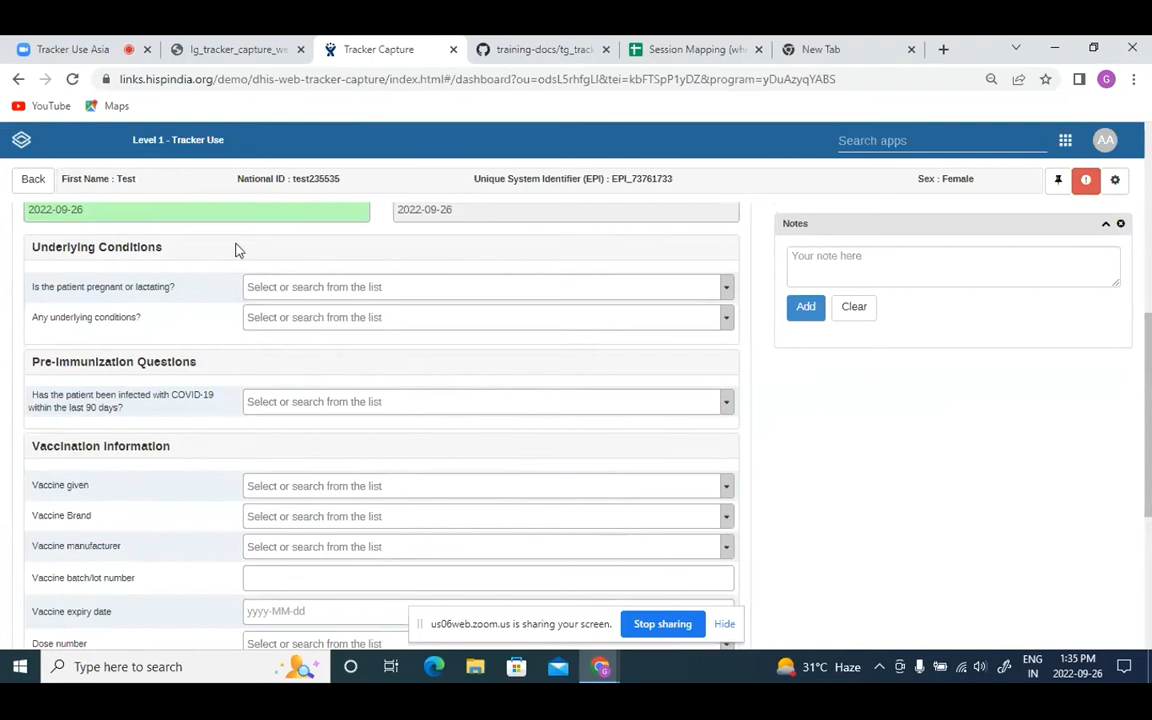 Tracker Use Asia
lg_tracker_capture_we
Tracker Capture
training-docs/tg_track
Session Mapping (whe
New Tab
links.hispindia.org/demo/dhis-web-tracker-capture/index.html#/dashboard?ou=odsL5rhfgLl&tei=kbFTSpP1yDZ&program=yDuAzyqYABS
G
YouTube
Maps
Level 1 - Tracker Use
Search apps
AA
Back
First Name : Test
National ID : test235535
Unique System Identifier (EPI) : EPI_73761733
Sex : Female
2022-09-26
2022-09-26
Notes
Underlying Conditions
Your note here
Is the patient pregnant or lactating?
Select or search from the list
Add
Clear
Any underlying conditions?
Select or search from the list
Pre-Immunization Questions
Has the patient been infected with COVID-19
within the last 90 days?
Select or search from the list
Vaccination Information
Vaccine given
Select or search from the list
Vaccine Brand
Select or search from the list
Vaccine manufacturer
Select or search from the list
Vaccine batch/lot number
Vaccine expiry date
yyyy-MM-dd
us06web.zoom.us is sharing your screen.
Stop sharing
Hide
Dose number
Select or search from the list
Type here to search
31°C Haze
ENG
IN
1:35 PM
2022-09-26